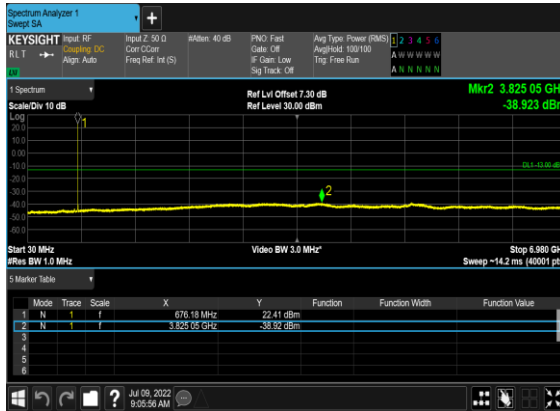 Spectrum Analyzer 1
Swept SA
KEYSIGHT Input: RF Input Z: 50 Ω #Atten: 40 dB PNO: Fast Avg Type: Power (RMS) 1 2 3 4 5 6
RLT Coupling: DC Corr CCorr Gate: Off Avg|Hold: 100/100 A W W W W W
Align: Auto Freq Ref: Int (S) IF Gain: Low Trig: Free Run
Sig Track: Off A N N N N N
1 Spectrum
Scale/Div 10 dB
Ref Lvl Offset 7.30 dB
Ref Level 30.00 dBm
Mkr2 3.825 05 GHz
-38.923 dBm
Log
20.0
10.0
0.00
-10.0
-20.0
-30.0
-40.0
-50.0
-60.0
1
2
DL1 -13.00 dBm
Start 30 MHz Video BW 3.0 MHz* Stop 6.980 GHz
#Res BW 1.0 MHz Sweep ~14.2 ms (40001 pts)
5 Marker Table
Mode Trace Scale X Y Function Function Width Function Value
1 N 1 f 676.18 MHz 22.41 dBm
2 N 1 f 3.825 05 GHz -38.92 dBm
3
4
5
6
? Jul 09, 2022
9:05:56 AM